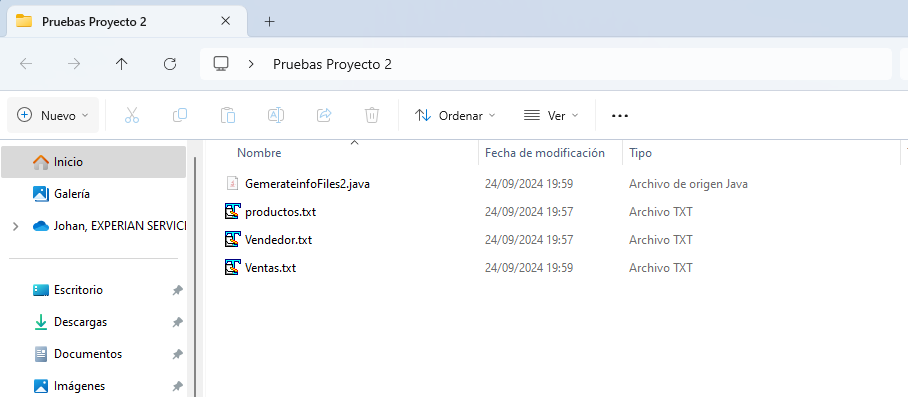 Pruebas Proyecto 2
Pruebas Proyecto 2
Nuevo
Ordenar
Ver
Inicio
Galería
Johan, EXPERIAN SERVICE
Escritorio
Descargas
Documentos
Imágenes
Nombre Fecha de modificación Tipo
GemerateinfoFiles2.java 24/09/2024 19:59 Archivo de origen Java
productos.txt 24/09/2024 19:57 Archivo TXT
Vendedor.txt 24/09/2024 19:57 Archivo TXT
Ventas.txt 24/09/2024 19:59 Archivo TXT